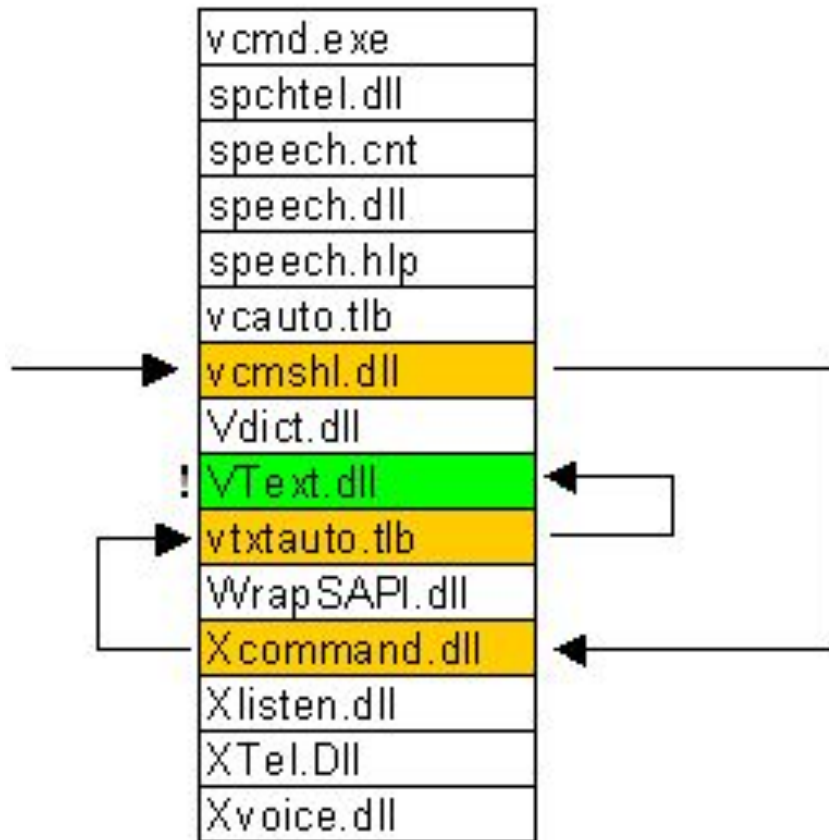 vcmd.exe
spchtel.dll
speech.cnt
speech.dll
speech.hlp
vcauto.tlb
vcmshl.dll
Vdict.dll
! VText.dll
vtxtauto.tlb
WrapSAPI.dll
Xcommand.dll
Xlisten.dll
XTel.Dll
Xvoice.dll